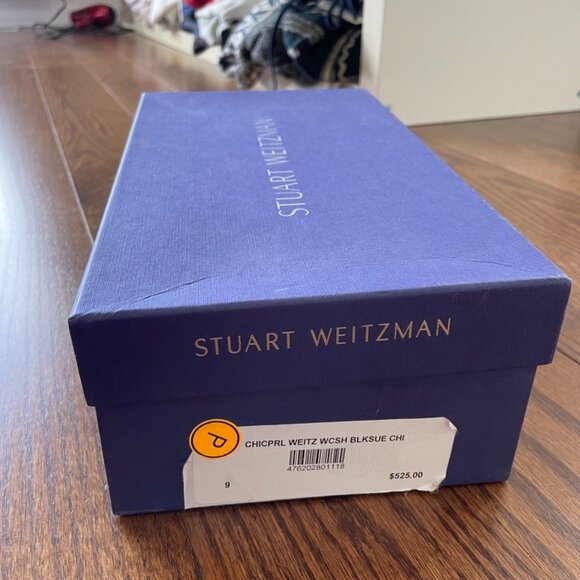 STUART WEITZMAN
STUART WEITZMAN
P
CHICPRL WEITZ WCSH BLKSUE CHI
476202801118
9 $525.00